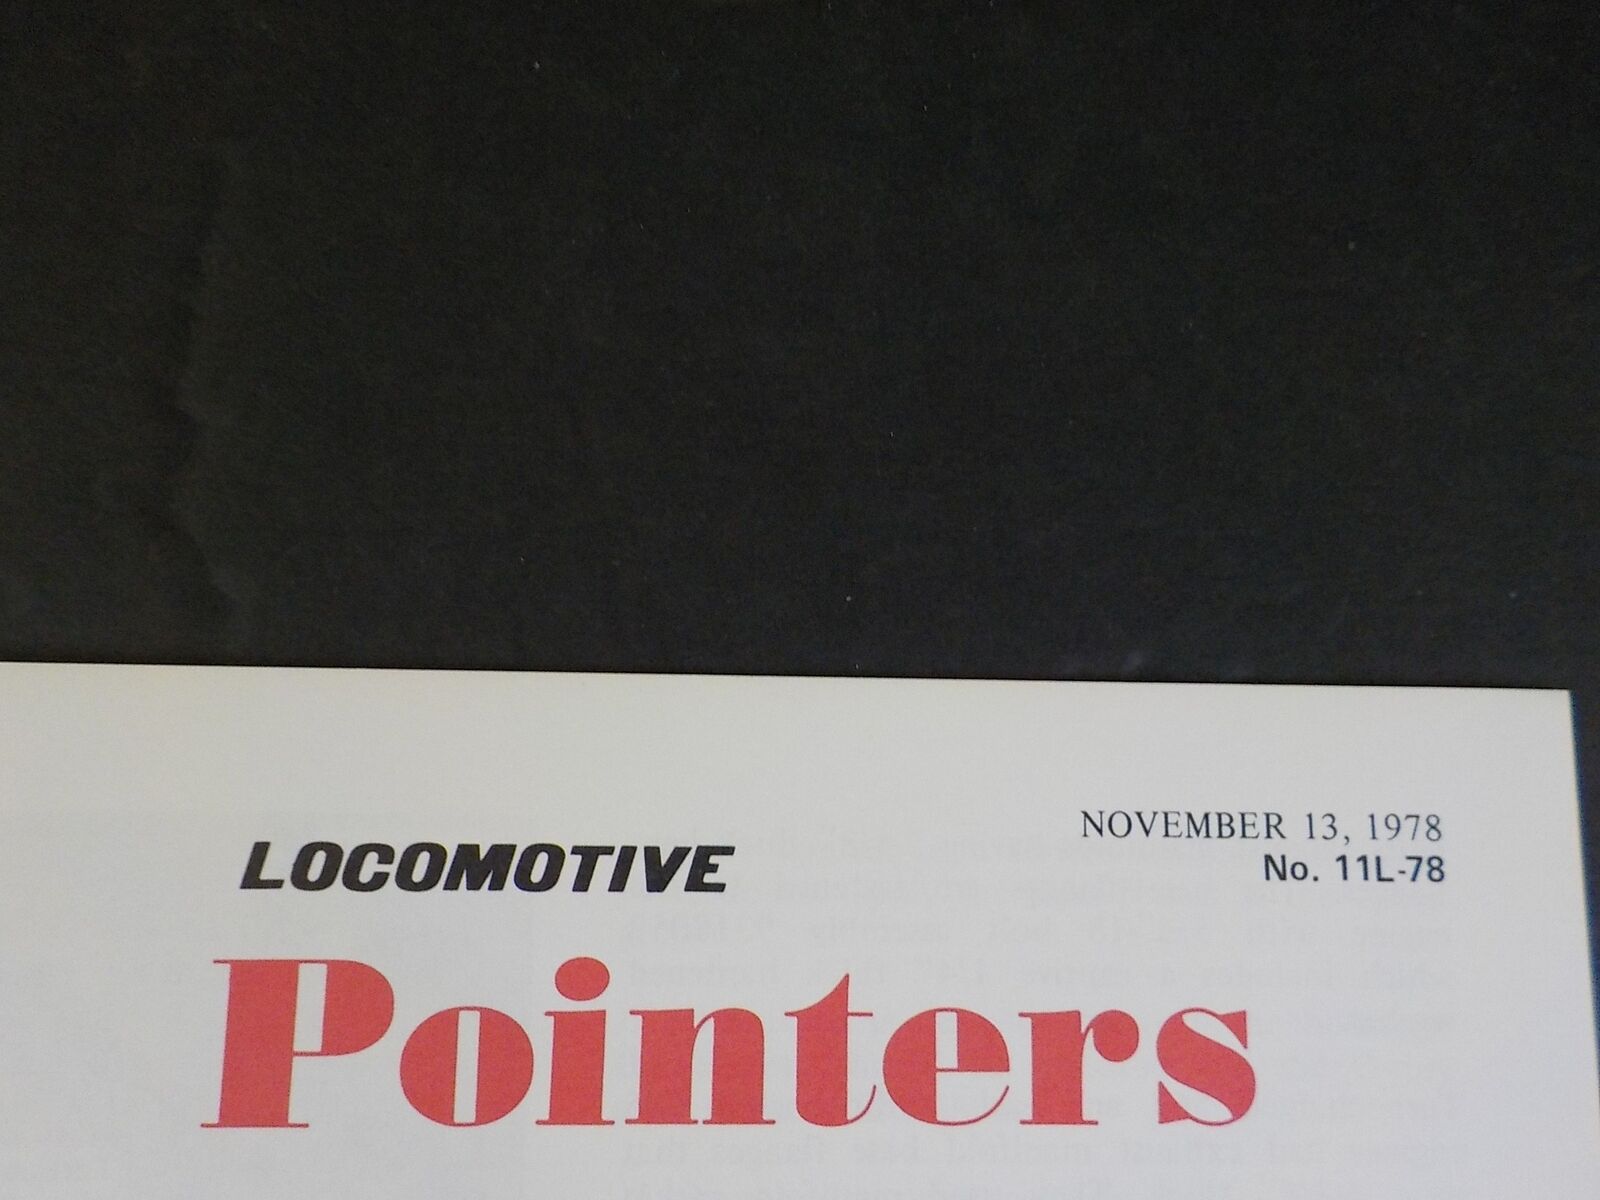 NOVEMBER 13, 1978
No. 11L-78
LOCOMOTIVE
Pointers